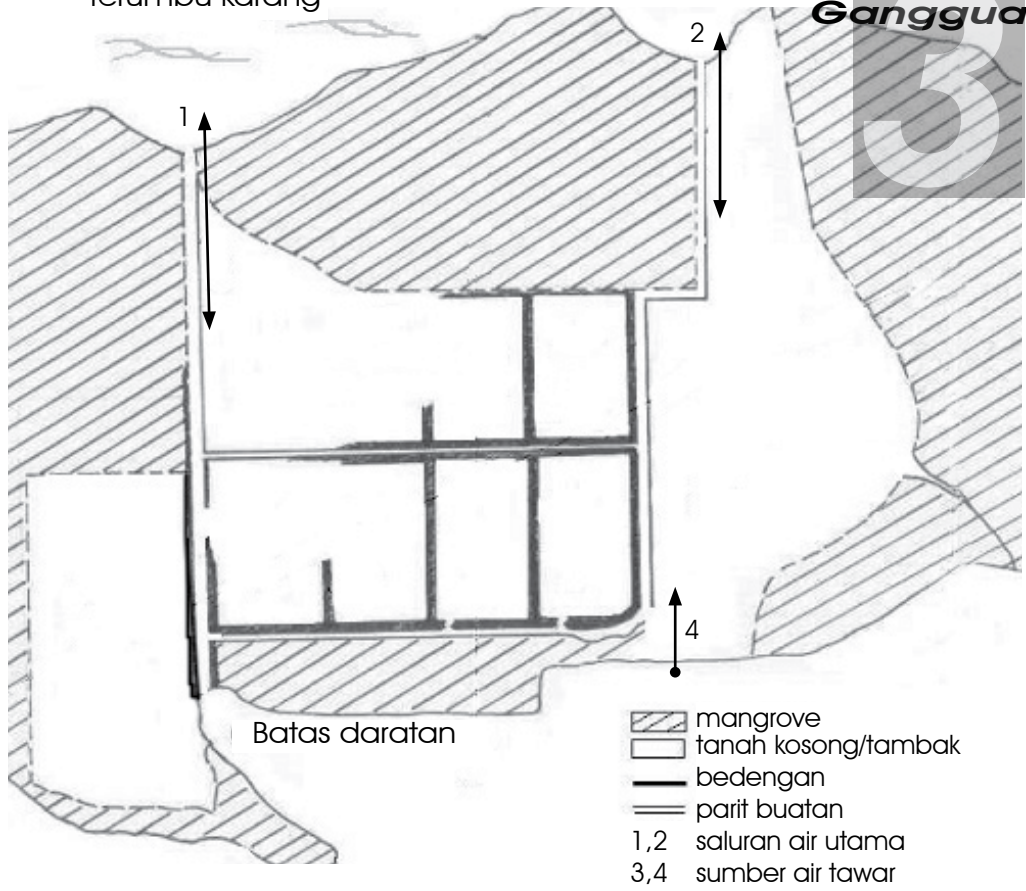 Terumbu karang
Ganggua
3
2
1
4
Batas daratan
mangrove
tanah kosong/tambak
bedengan
parit buatan
1,2 saluran air utama
3,4 sumber air tawar